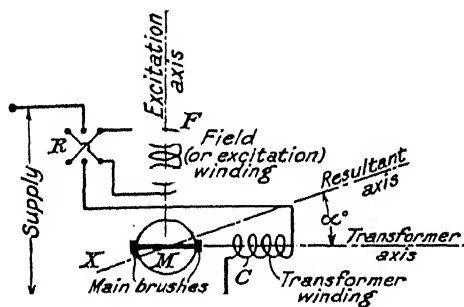 Excitation
axis
F
R
Field
(or excitation)
winding
Resultant
axis
Supply
α°
Transformer
axis
X
M
C
Main brushes
Transformer
winding